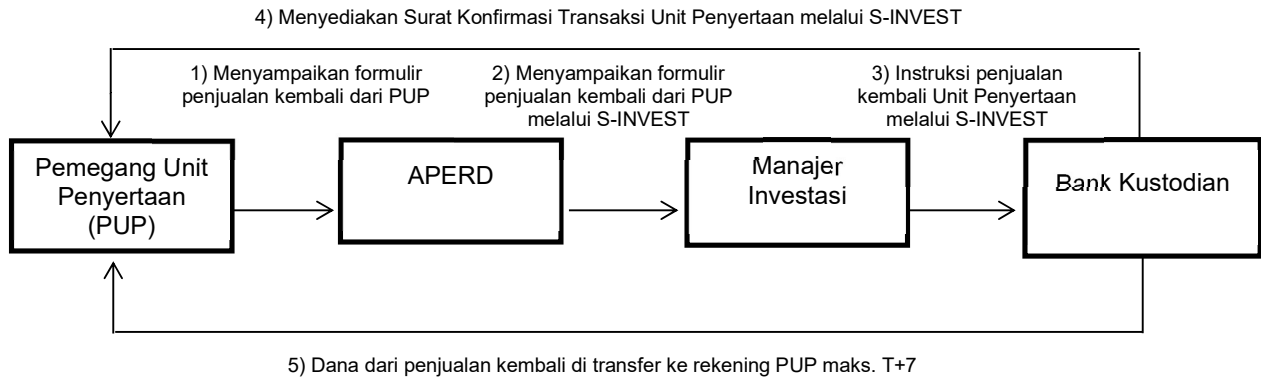 4) Menyediakan Surat Konfirmasi Transaksi Unit Penyertaan melalui S-INVEST
1) Menyampaikan formulir
penjualan kembali dari PUP
2) Menyampaikan formulir
penjualan kembali dari PUP
melalui S-INVEST
3) Instruksi penjualan
kembali Unit Penyertaan
melalui S-INVEST
Pemegang Unit
Penyertaan
(PUP)
APERD
Manajer
Investasi
Bank Kustodian
5) Dana dari penjualan kembali di transfer ke rekening PUP maks. T+7